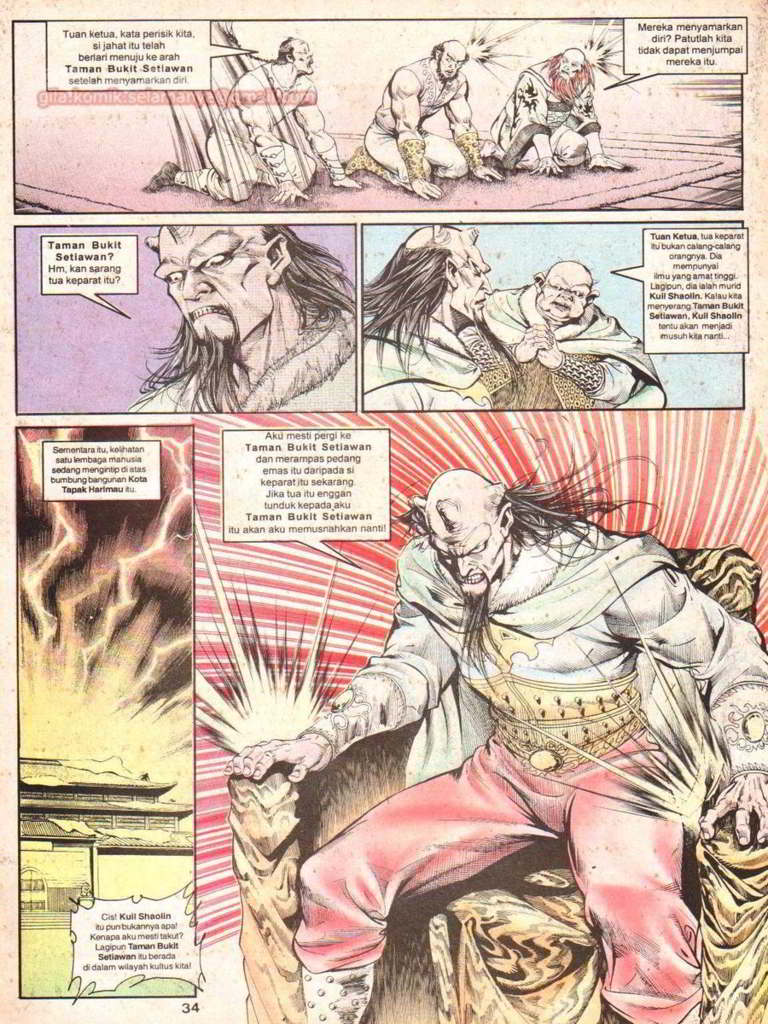 Tuan ketua, kata perisik kita,
si jahat itu telah
berlari menuju ke arah
Taman Bukit Setiawan
setelah menyamarkan diri.
Mereka menyamarkan
diri? Patutlah kita
tidak dapat menjumpai
mereka itu.
Taman Bukit
Setiawan?
Hm, kan sarang
tua keparat itu?
Tuan Ketua, tua keparat
itu bukan calang-calang
orangnya. Dia
mempunyai
ilmu yang amat tinggi.
Lagipun, dia ialah murid
Kuil Shaolin. Kalau kita
menyerang Taman Bukit
Setiawan, Kuil Shaolin
tentu akan menjadi
musuh kita nanti...
Sementara itu, kelihatan
satu lembaga manusia
sedang mengintip di atas
bumbung bangunan Kota
Tapak Harimau itu.
Aku mesti pergi ke
Taman Bukit Setiawan
dan merampas pedang
emas itu daripada si
keparat itu sekarang.
Jika tua itu enggan
tunduk kepada aku
Taman Bukit Setiawan
itu akan aku memusnahkan nanti!
Cis! Kuil Shaolin
itu pun bukannya apa!
Kenapa aku mesti takut?
Lagipun Taman Bukit
Setiawan itu berada
di dalam wilayah kultus kita!
34